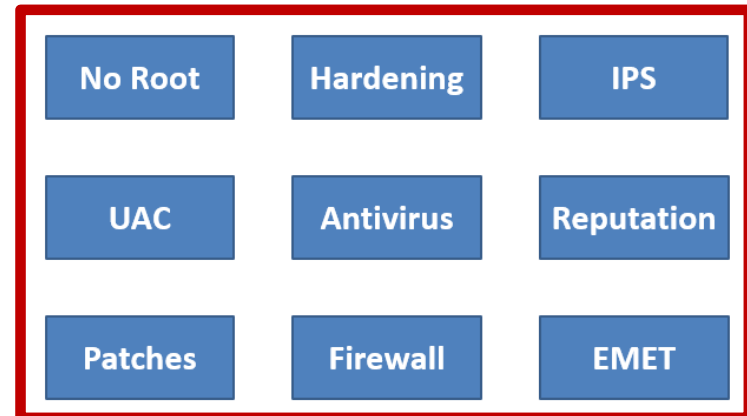 No Root
Hardening
IPS
UAC
Antivirus
Reputation
Patches
Firewall
EMET